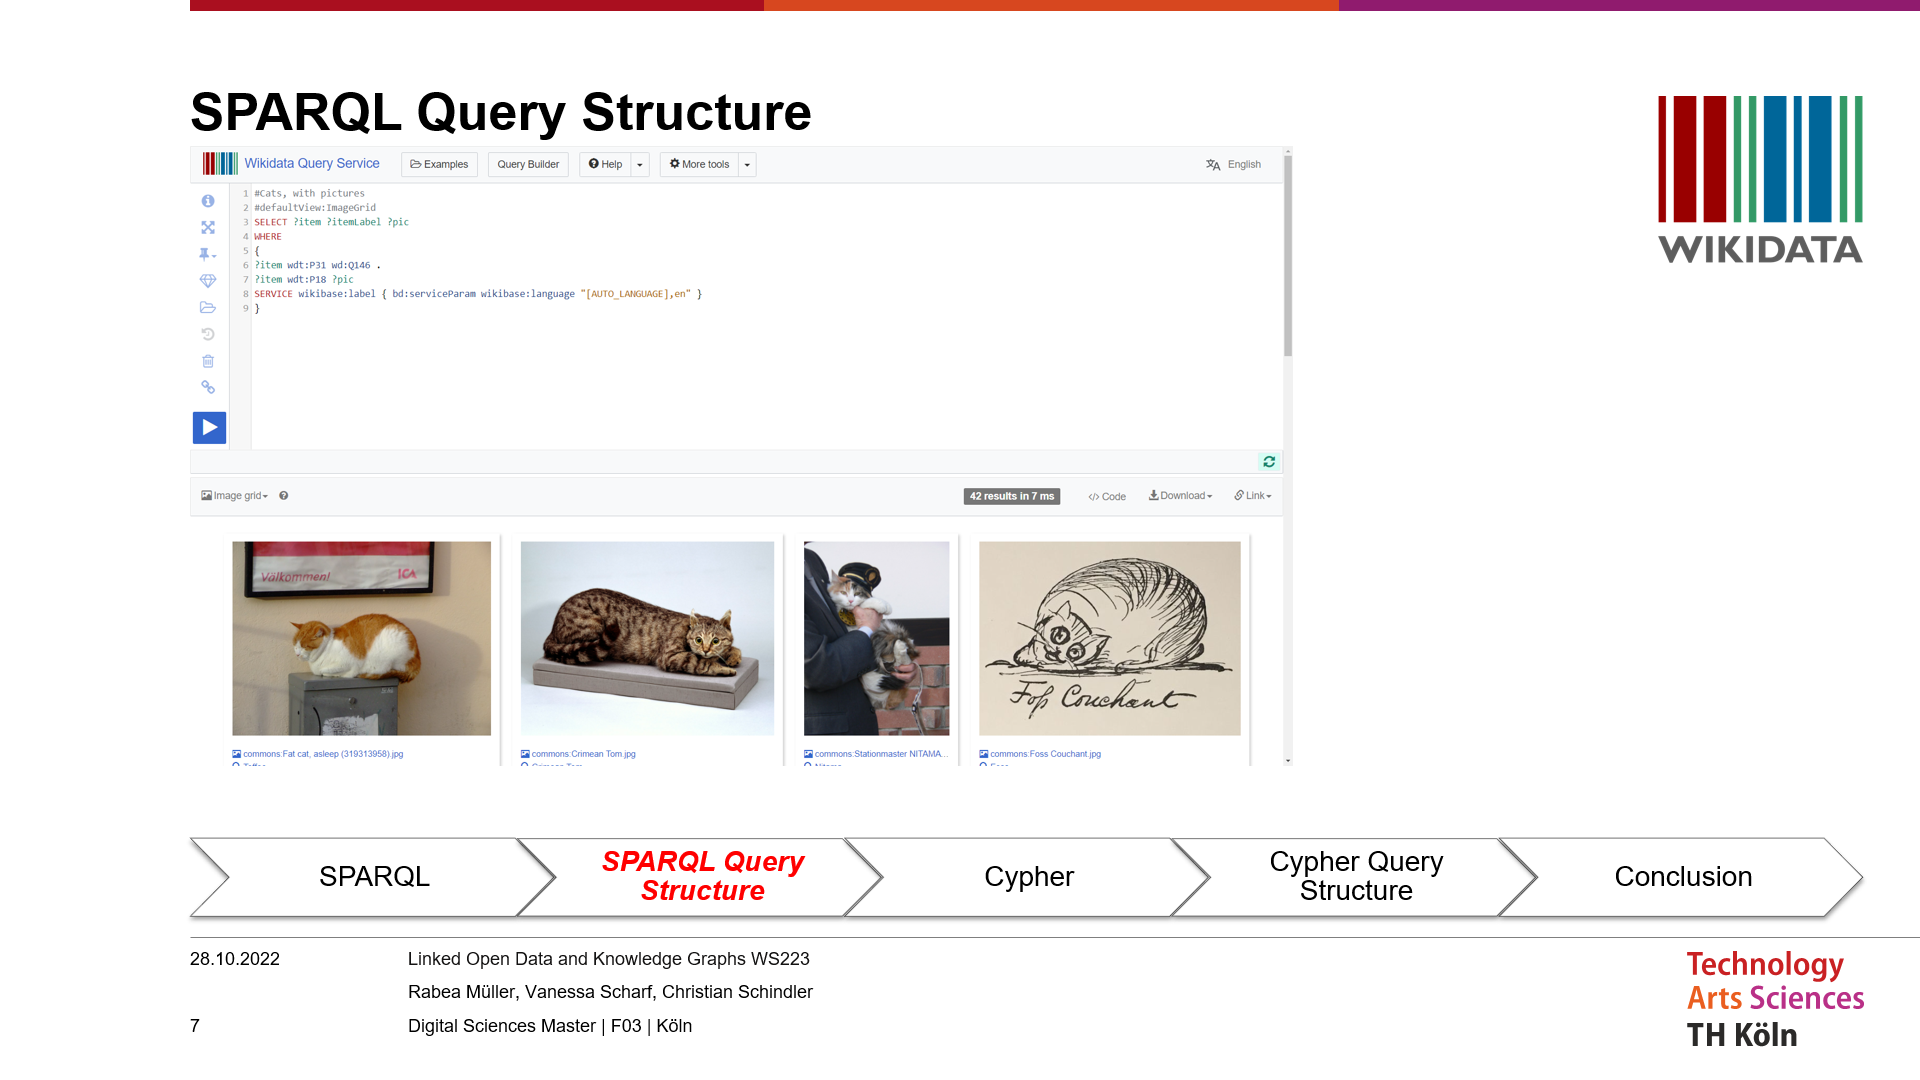 SPARQL Query Structure
Wikidata Query Service
Examples
Query Builder
Help
More tools
English
1 #Cats, with pictures
2 #defaultView:ImageGrid
3 SELECT ?item ?itemLabel ?pic
4 WHERE
5 {
6 ?item wdt:P31 wd:Q146 .
7 ?item wdt:P18 ?pic
8 SERVICE wikibase:label { bd:serviceParam wikibase:language "[AUTO_LANGUAGE],en" }
9 }
WIKIDATA
Image grid
42 results in 7 ms
</> Code
Download
Link
Välkommen!
ICA
Fop Couchant
commons:Fat cat, asleep (319313958).jpg
commons:Crimean Tom.jpg
commons:Stationmaster NITAMA...
commons:Foss Couchant.jpg
SPARQL
SPARQL Query
Structure
Cypher
Cypher Query
Structure
Conclusion
28.10.2022
Linked Open Data and Knowledge Graphs WS223
Rabea Müller, Vanessa Scharf, Christian Schindler
7
Digital Sciences Master | F03 | Köln
Technology
Arts Sciences
TH Köln